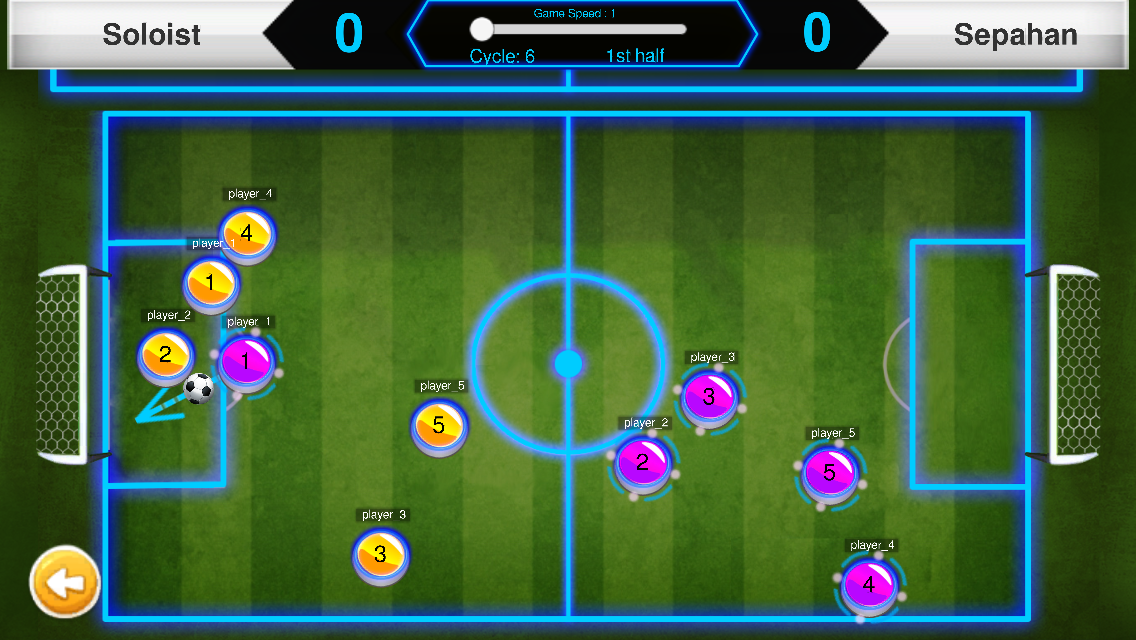 Soloist
0
Game Speed : 1
Cycle: 6
1st half
0
Sepahan
player_4
4
player_1
1
player_2
2
player_1
1
player_3
3
player_5
5
player_2
2
player_5
5
player_3
3
player_4
4